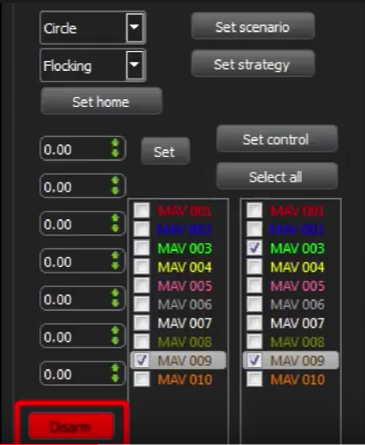 Circle Set scenario
Flocking Set strategy
Set home
0.00 Set Set control
0.00 Select all
MAV 001 MAV 001
MAV 002 MAV 002
0.00 MAV 003 MAV 003
0.00 MAV 004 MAV 004
MAV 005 MAV 005
0.00 MAV 006 MAV 006
MAV 007 MAV 007
0.00 MAV 008 MAV 008
0.00 MAV 009 MAV 009
MAV 010 MAV 010
Disarm